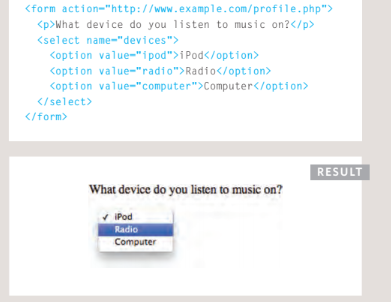 <form action="http://www.example.com/profile.php">
<p>What device do you listen to music on?</p>
<select name="devices">
<option value="ipod">iPod</option>
<option value="radio">Radio</option>
<option value="computer">Computer</option>
</select>
</form>
RESULT
What device do you listen to music on?
✓ iPod
Radio
Computer